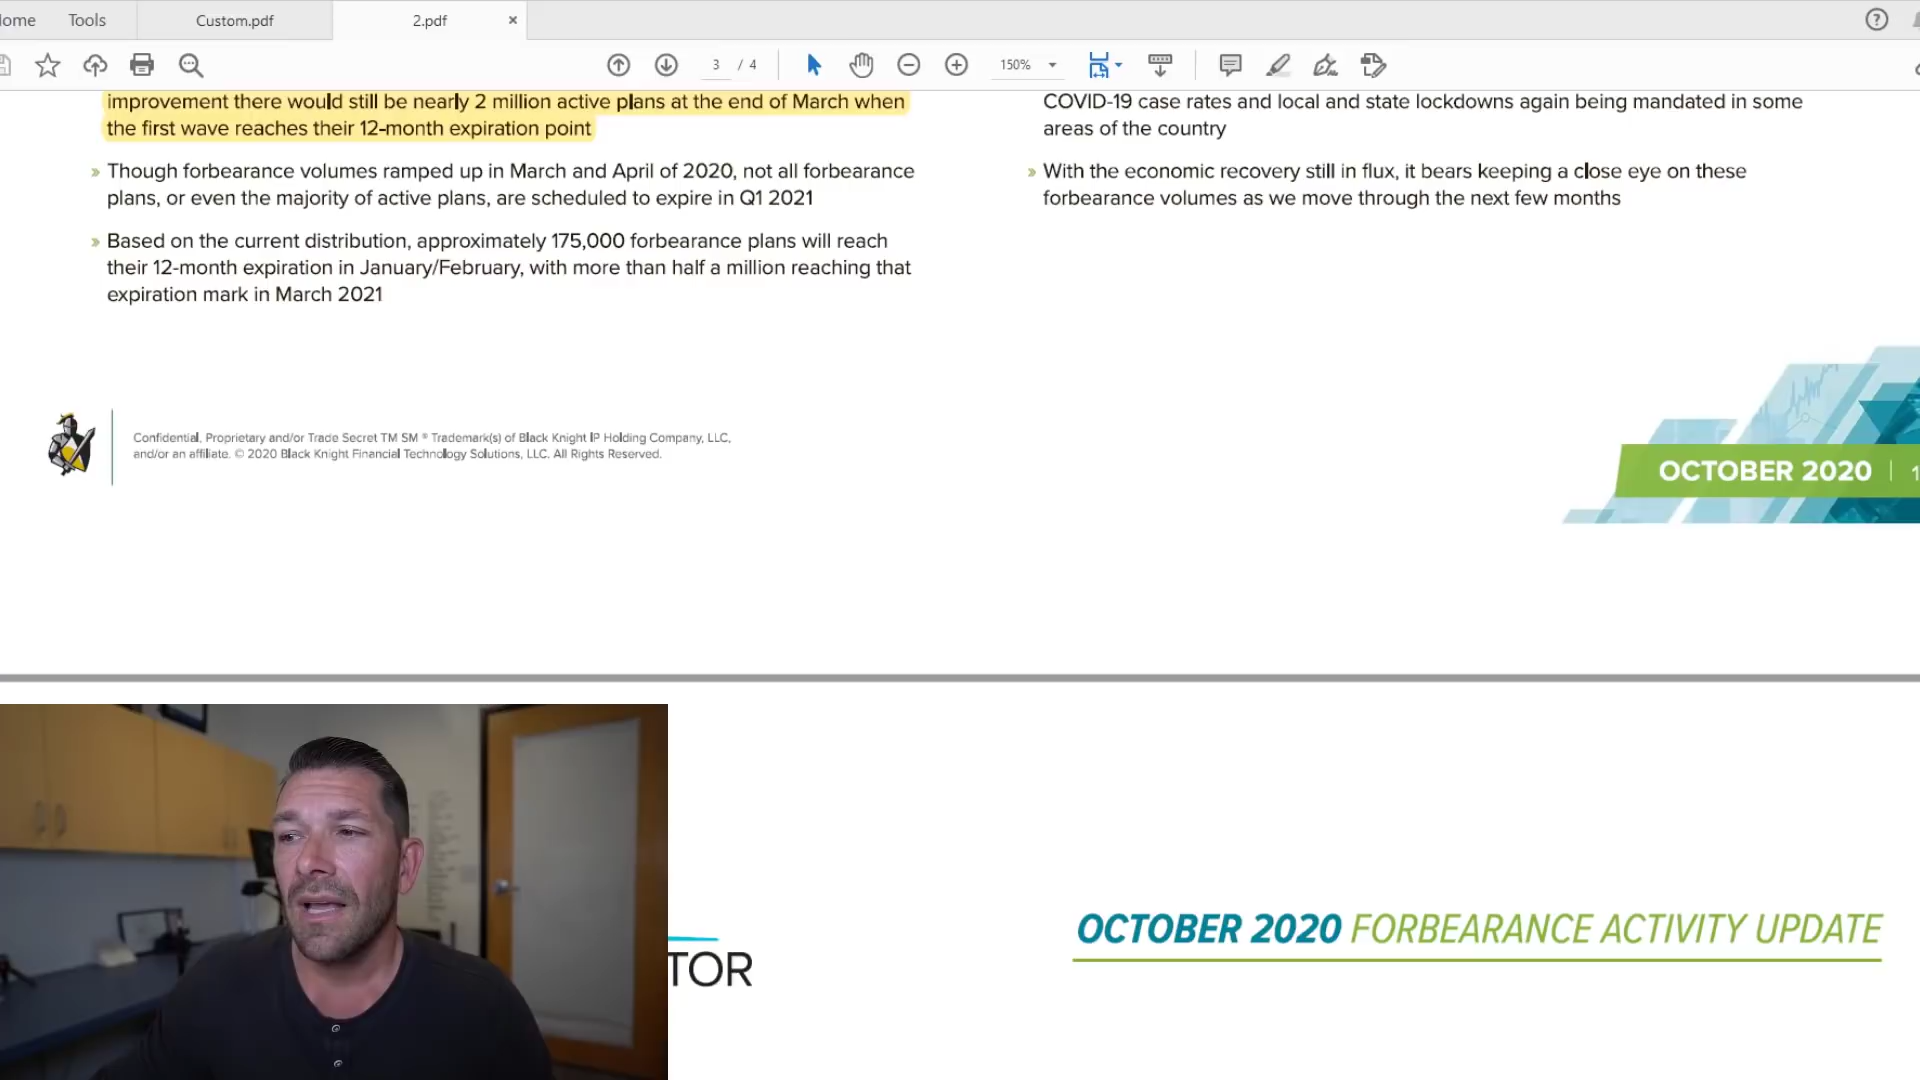 Home Tools Custom.pdf 2.pdf ×
3 / 4 150%
improvement there would still be nearly 2 million active plans at the end of March when
the first wave reaches their 12-month expiration point
» Though forbearance volumes ramped up in March and April of 2020, not all forbearance
plans, or even the majority of active plans, are scheduled to expire in Q1 2021
» Based on the current distribution, approximately 175,000 forbearance plans will reach
their 12-month expiration in January/February, with more than half a million reaching that
expiration mark in March 2021
COVID-19 case rates and local and state lockdowns again being mandated in some
areas of the country
» With the economic recovery still in flux, it bears keeping a close eye on these
forbearance volumes as we move through the next few months
Confidential, Proprietary and/or Trade Secret TM SM ® Trademark(s) of Black Knight IP Holding Company, LLC,
and/or an affiliate. © 2020 Black Knight Financial Technology Solutions, LLC. All Rights Reserved.
OCTOBER 2020 | 1
TOR
OCTOBER 2020 FORBEARANCE ACTIVITY UPDATE